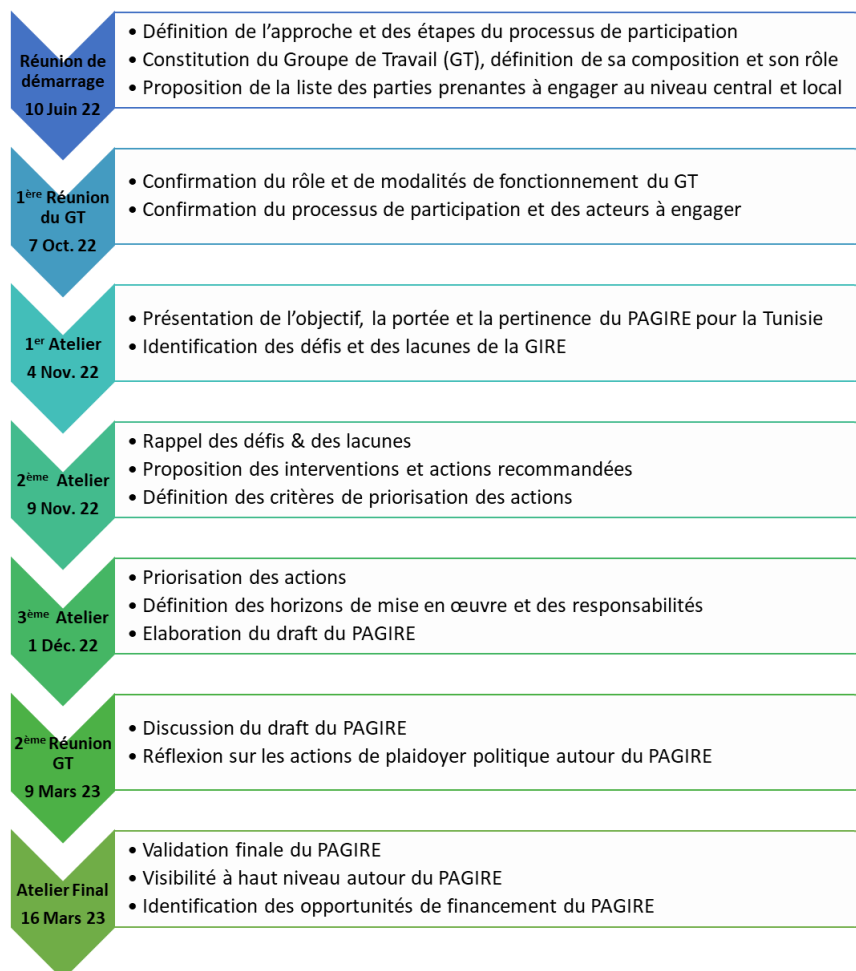 Réunion de
démarrage
10 Juin 22
• Définition de l’approche et des étapes du processus de participation
• Constitution du Groupe de Travail (GT), définition de sa composition et son rôle
• Proposition de la liste des parties prenantes à engager au niveau central et local
1ère Réunion
du GT
7 Oct. 22
• Confirmation du rôle et de modalités de fonctionnement du GT
• Confirmation du processus de participation et des acteurs à engager
1er Atelier
4 Nov. 22
• Présentation de l’objectif, la portée et la pertinence du PAGIRE pour la Tunisie
• Identification des défis et des lacunes de la GIRE
2ème Atelier
9 Nov. 22
• Rappel des défis & des lacunes
• Proposition des interventions et actions recommandées
• Définition des critères de priorisation des actions
3ème Atelier
1 Déc. 22
• Priorisation des actions
• Définition des horizons de mise en œuvre et des responsabilités
• Elaboration du draft du PAGIRE
2ème Réunion
GT
9 Mars 23
• Discussion du draft du PAGIRE
• Réflexion sur les actions de plaidoyer politique autour du PAGIRE
Atelier Final
16 Mars 23
• Validation finale du PAGIRE
• Visibilité à haut niveau autour du PAGIRE
• Identification des opportunités de financement du PAGIRE